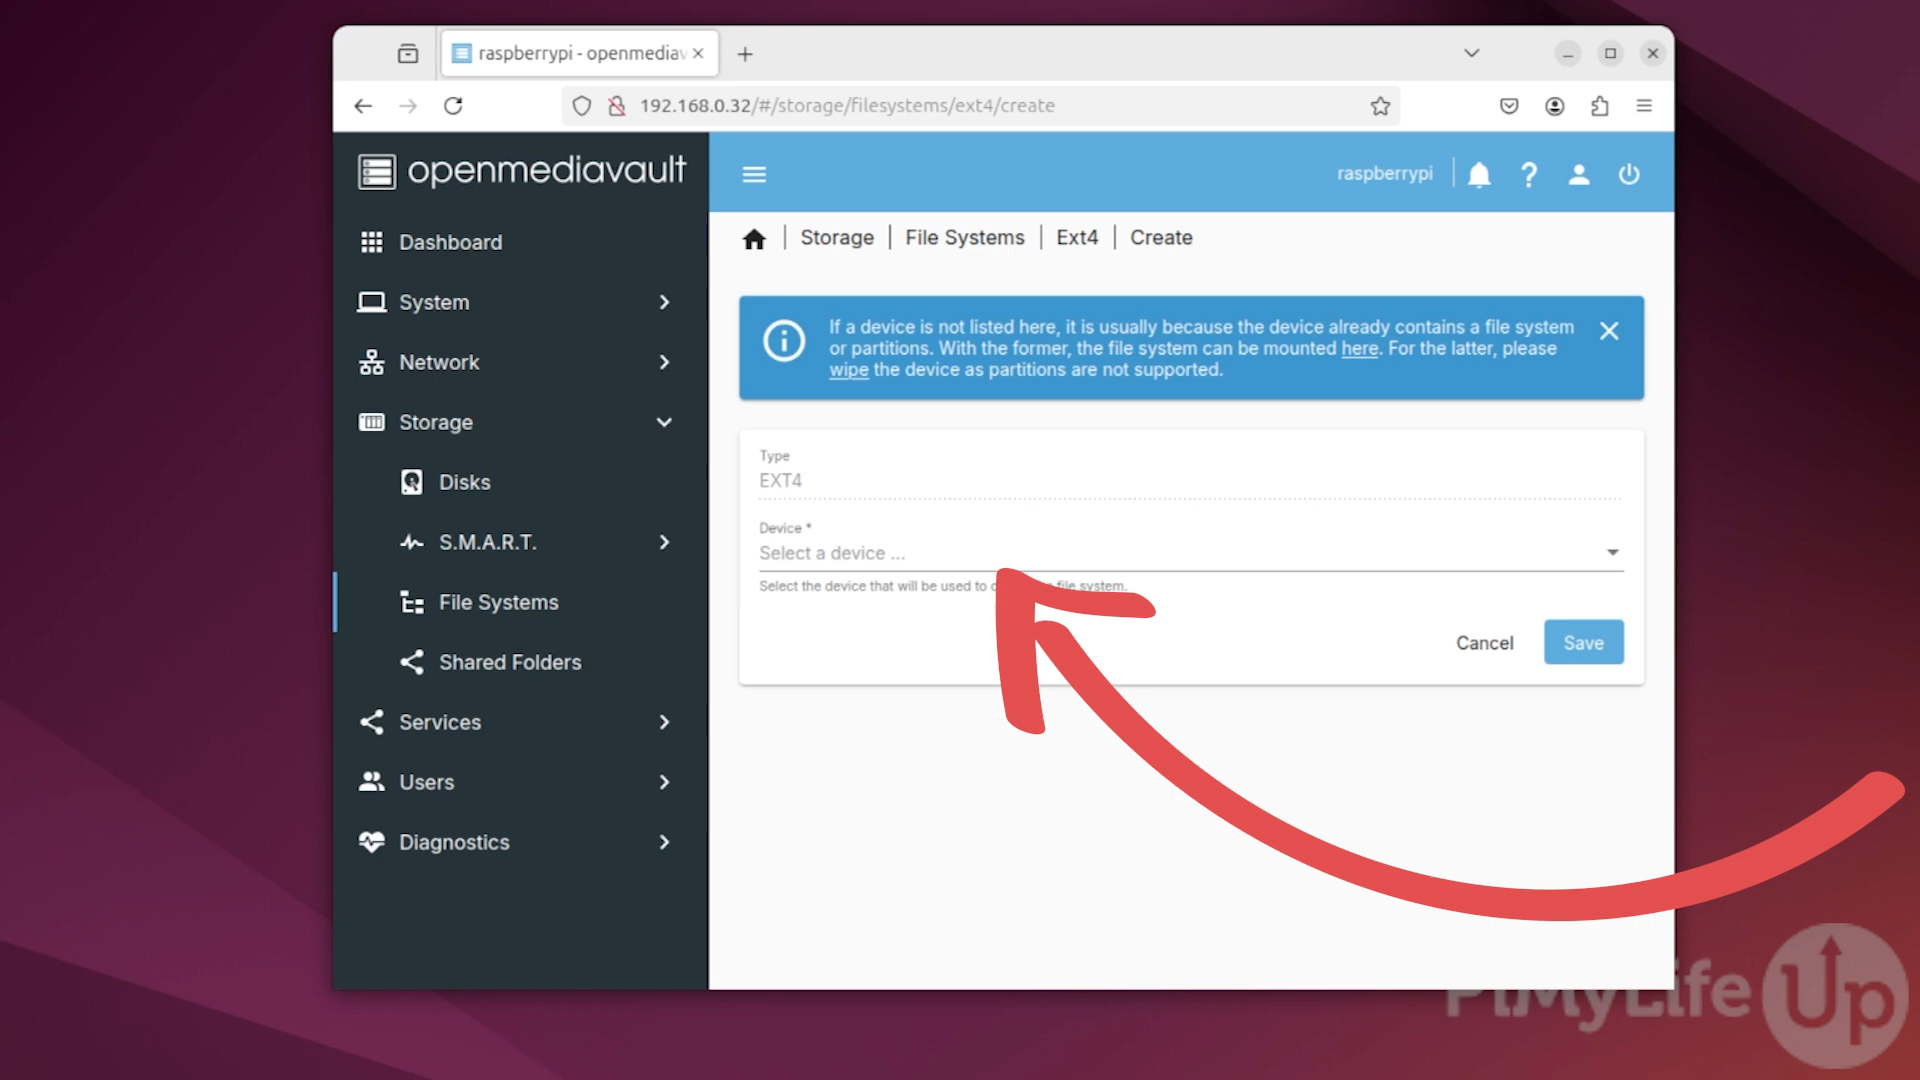 raspberrypi - openmediav
192.168.0.32/#/storage/filesystems/ext4/create
openmediavault
raspberrypi
Dashboard
System
Network
Storage
Disks
S.M.A.R.T.
File Systems
Shared Folders
Services
Users
Diagnostics
Storage | File Systems | Ext4 | Create
If a device is not listed here, it is usually because the device already contains a file system
or partitions. With the former, the file system can be mounted here. For the latter, please
wipe the device as partitions are not supported.
Type
EXT4
Device *
Select a device ...
Select the device that will be used to file system.
Cancel
Save
PiMyLifeUp